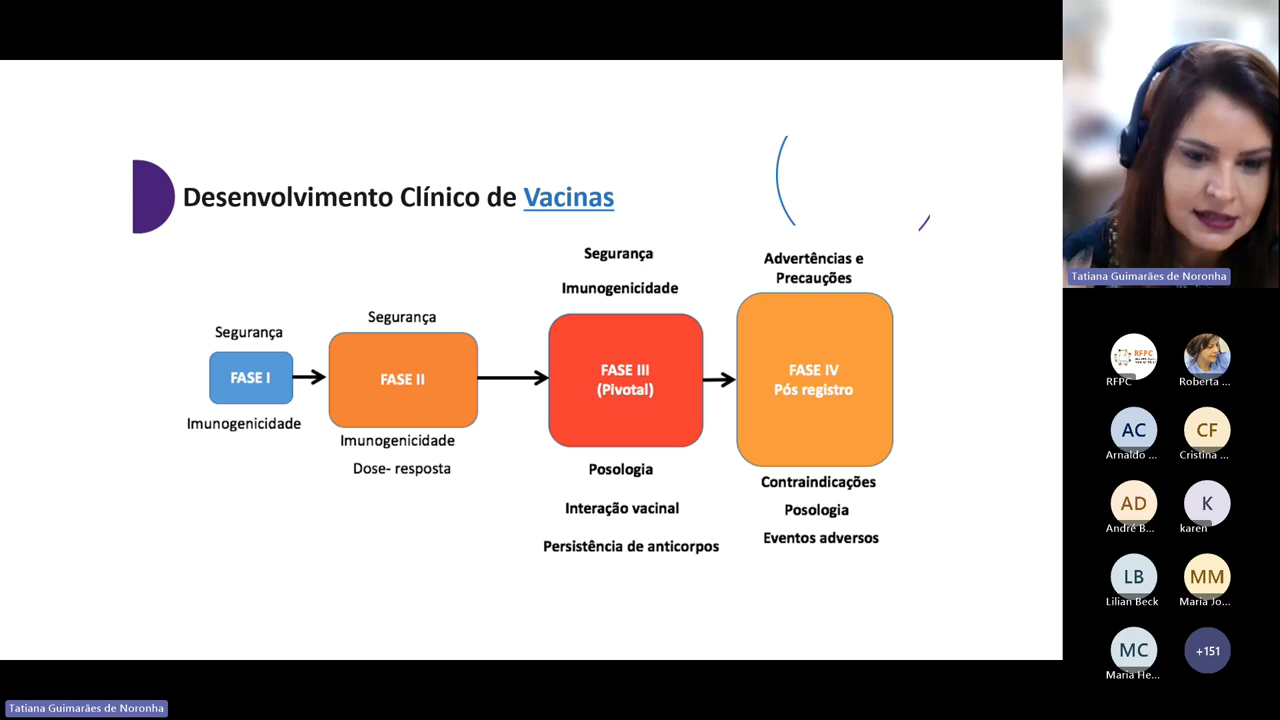 Desenvolvimento Clínico de Vacinas
Segurança
FASE I
Imunogenicidade
Segurança
FASE II
Imunogenicidade
Dose- resposta
Segurança
Imunogenicidade
FASE III
(Pivotal)
Posologia
Interação vacinal
Persistência de anticorpos
Advertências e
Precauções
FASE IV
Pós registro
Contraindicações
Posologia
Eventos adversos
Tatiana Guimarães de Noronha
RFPC
RFPC
Roberta ...
AC
Arnaldo ...
CF
Cristina ...
AD
André B...
K
karen
LB
Lilian Beck
MM
Maria Jo...
MC
Maria He...
+151
Tatiana Guimarães de Noronha